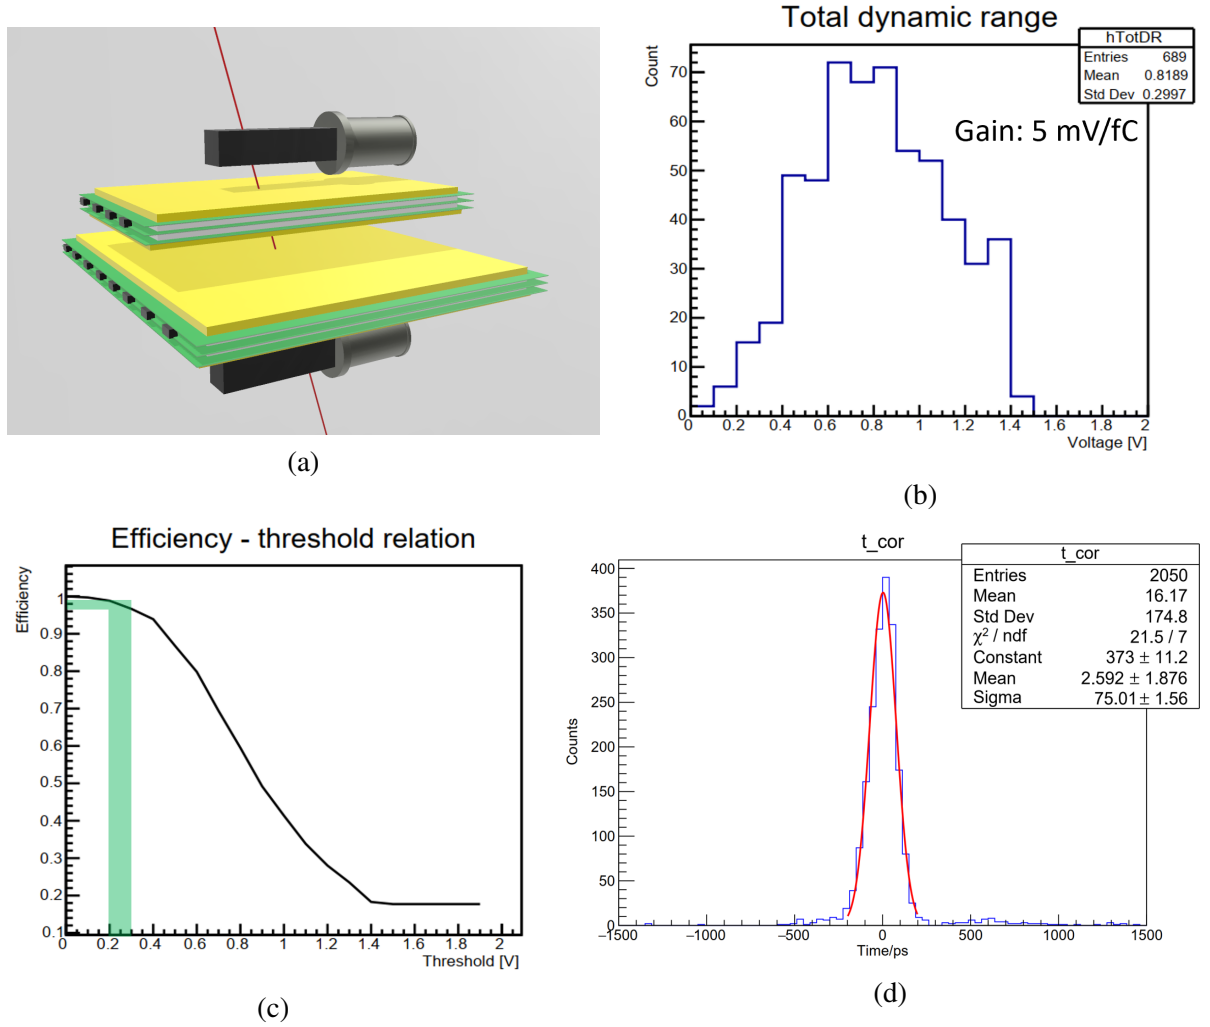 (a)
Total dynamic range
hTotDR
Entries 689
Mean 0.8189
Std Dev 0.2997
Gain: 5 mV/fC
Count
70
60
50
40
30
20
10
0
0 0.2 0.4 0.6 0.8 1 1.2 1.4 1.6 1.8 2
Voltage [V]
(b)
Efficiency - threshold relation
Efficiency
1
0.9
0.8
0.7
0.6
0.5
0.4
0.3
0.2
0.1
0 0.2 0.4 0.6 0.8 1 1.2 1.4 1.6 1.8 2
Threshold [V]
(c)
t_cor
t_cor
Entries 2050
Mean 16.17
Std Dev 174.8
χ² / ndf 21.5 / 7
Constant 373 ± 11.2
Mean 2.592 ± 1.876
Sigma 75.01 ± 1.56
Counts
400
350
300
250
200
150
100
50
0
−1500 −1000 −500 0 500 1000 1500
Time/ps
(d)